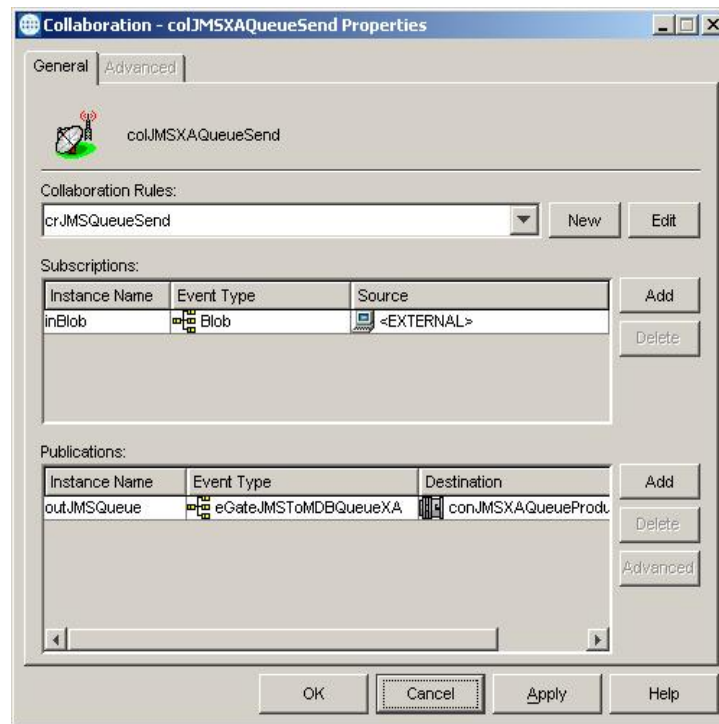 Collaboration - colJMSXAQueueSend Properties
General Advanced
colJMSXAQueueSend
Collaboration Rules:
crJMSQueueSend New Edit
Subscriptions:
Instance Name Event Type Source Add
inBlob Blob <EXTERNAL>
Delete
Publications:
Instance Name Event Type Destination Add
outJMSQueue eGateJMSToMDBQueueXA conJMSXAQueueProdu
Delete
Advanced
OK Cancel Apply Help